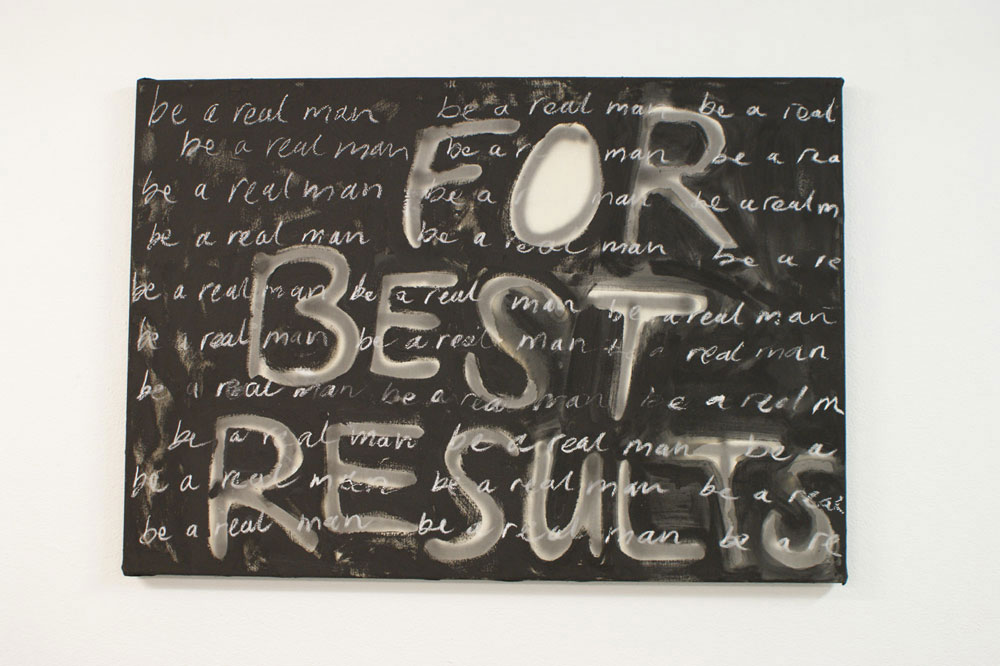 be a real man be a real man be a real
FOR
be a real man be a r man be a rea
be a real man be a man be a real m
be a real man be a real man be a re
BEST
be a real man be a real man be a real man
be a real man be a real man real man
be a real man be a real man be a real m
RESULTS
be a real man be a real man be a
be a real man be a real man be a real
be a real man be a real man be a re